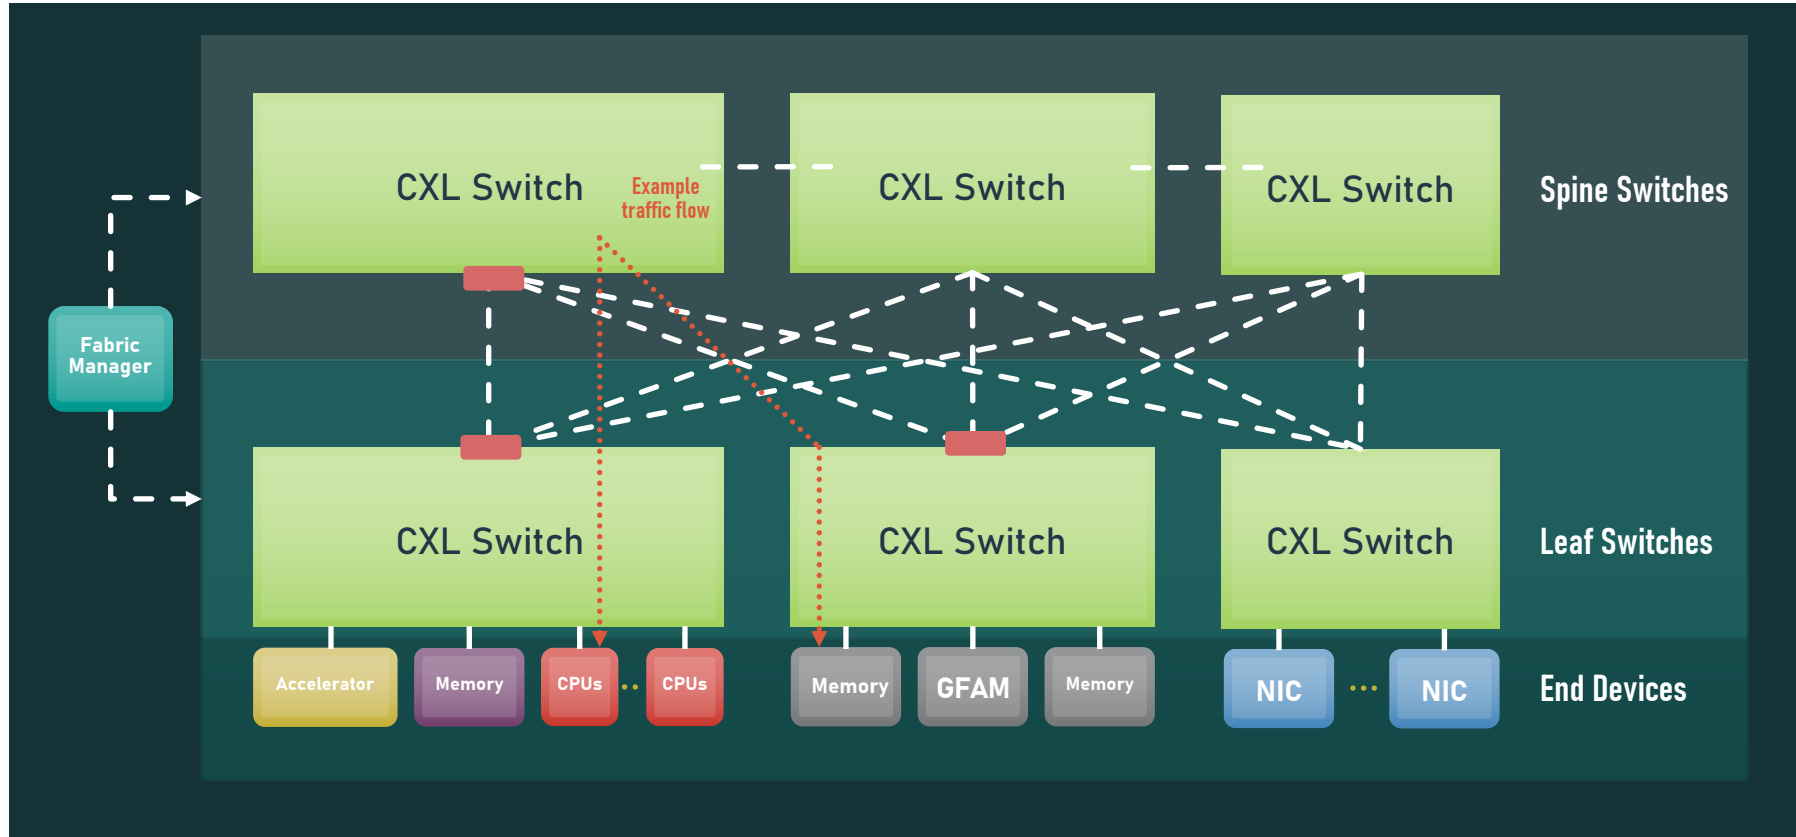 CXL Switch
Example
traffic flow
CXL Switch
CXL Switch
Spine Switches
Fabric
Manager
CXL Switch
CXL Switch
CXL Switch
Leaf Switches
Accelerator
Memory
CPUs
CPUs
Memory
GFAM
Memory
NIC
NIC
End Devices